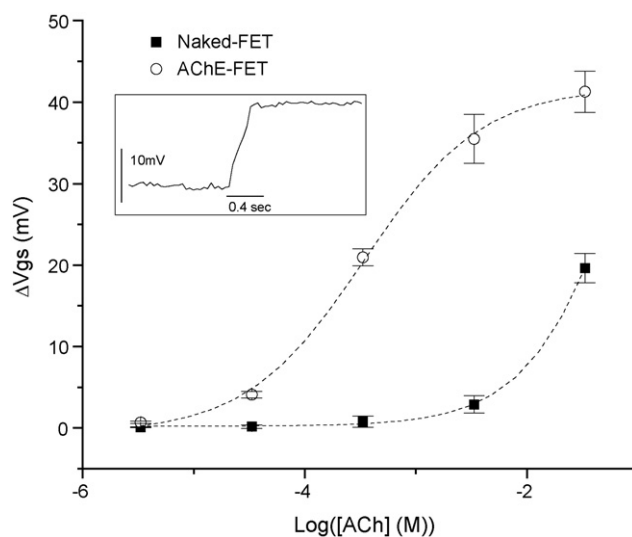 50
40
30
20
10
0
ΔVgs (mV)
■ Naked-FET
○ AChE-FET
10mV
0.4 sec
-6
-4
-2
Log([ACh] (M))